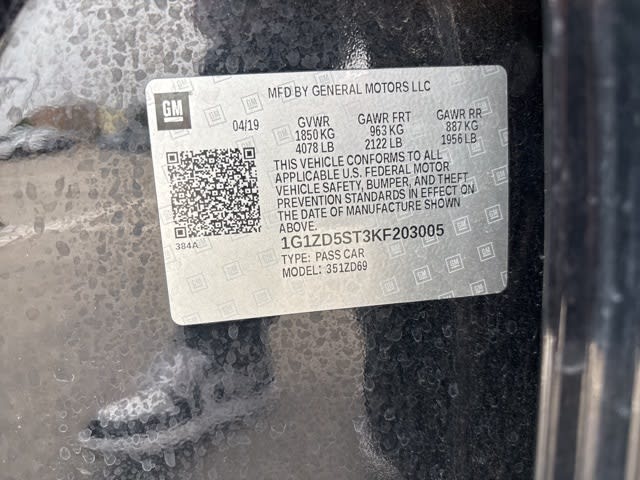 MFD BY GENERAL MOTORS LLC
GM
04/19
GVWR GAWR FRT GAWR RR
1850 KG 963 KG 887 KG
4078 LB 2122 LB 1956 LB
THIS VEHICLE CONFORMS TO ALL
APPLICABLE U.S. FEDERAL MOTOR
VEHICLE SAFETY, BUMPER, AND THEFT
PREVENTION STANDARDS IN EFFECT ON
THE DATE OF MANUFACTURE SHOWN
ABOVE.
384A
1G1ZD5ST3KF203005
TYPE: PASS CAR
MODEL: 351ZD69